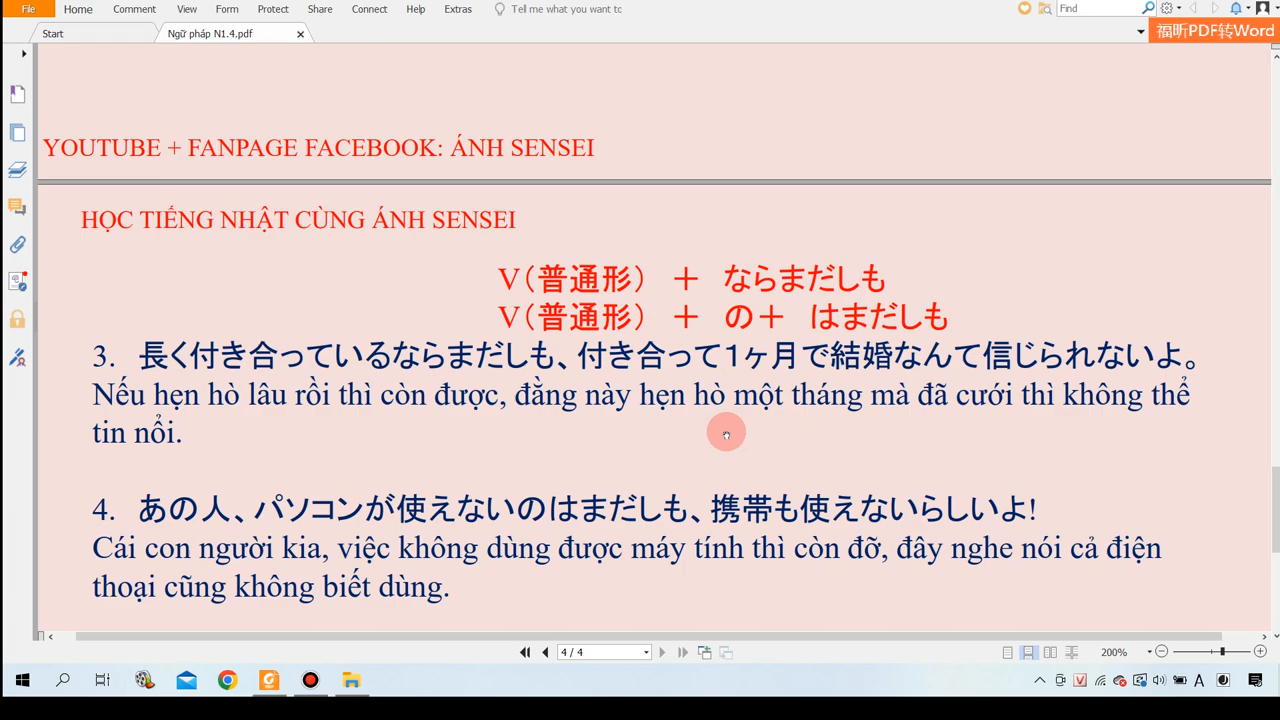 File Home Comment View Form Protect Share Connect Help Extras Tell me what you want tc Find
Start Ngữ pháp N1.4.pdf 福昕PDF转Word
YOUTUBE + FANPAGE FACEBOOK: ÁNH SENSEI
HỌC TIẾNG NHẬT CÙNG ÁNH SENSEI
V（普通形） ＋ ならまだしも
V（普通形） ＋ の＋ はまだしも
3. 長く付き合っているならまだしも、付き合って１ヶ月で結婚なんて信じられないよ。
Nếu hẹn hò lâu rồi thì còn được, đằng này hẹn hò một tháng mà đã cưới thì không thể
tin nổi.
4. あの人、パソコンが使えないのはまだしも、携帯も使えないらしいよ!
Cái con người kia, việc không dùng được máy tính thì còn đỡ, đây nghe nói cả điện
thoại cũng không biết dùng.
4 / 4 200%